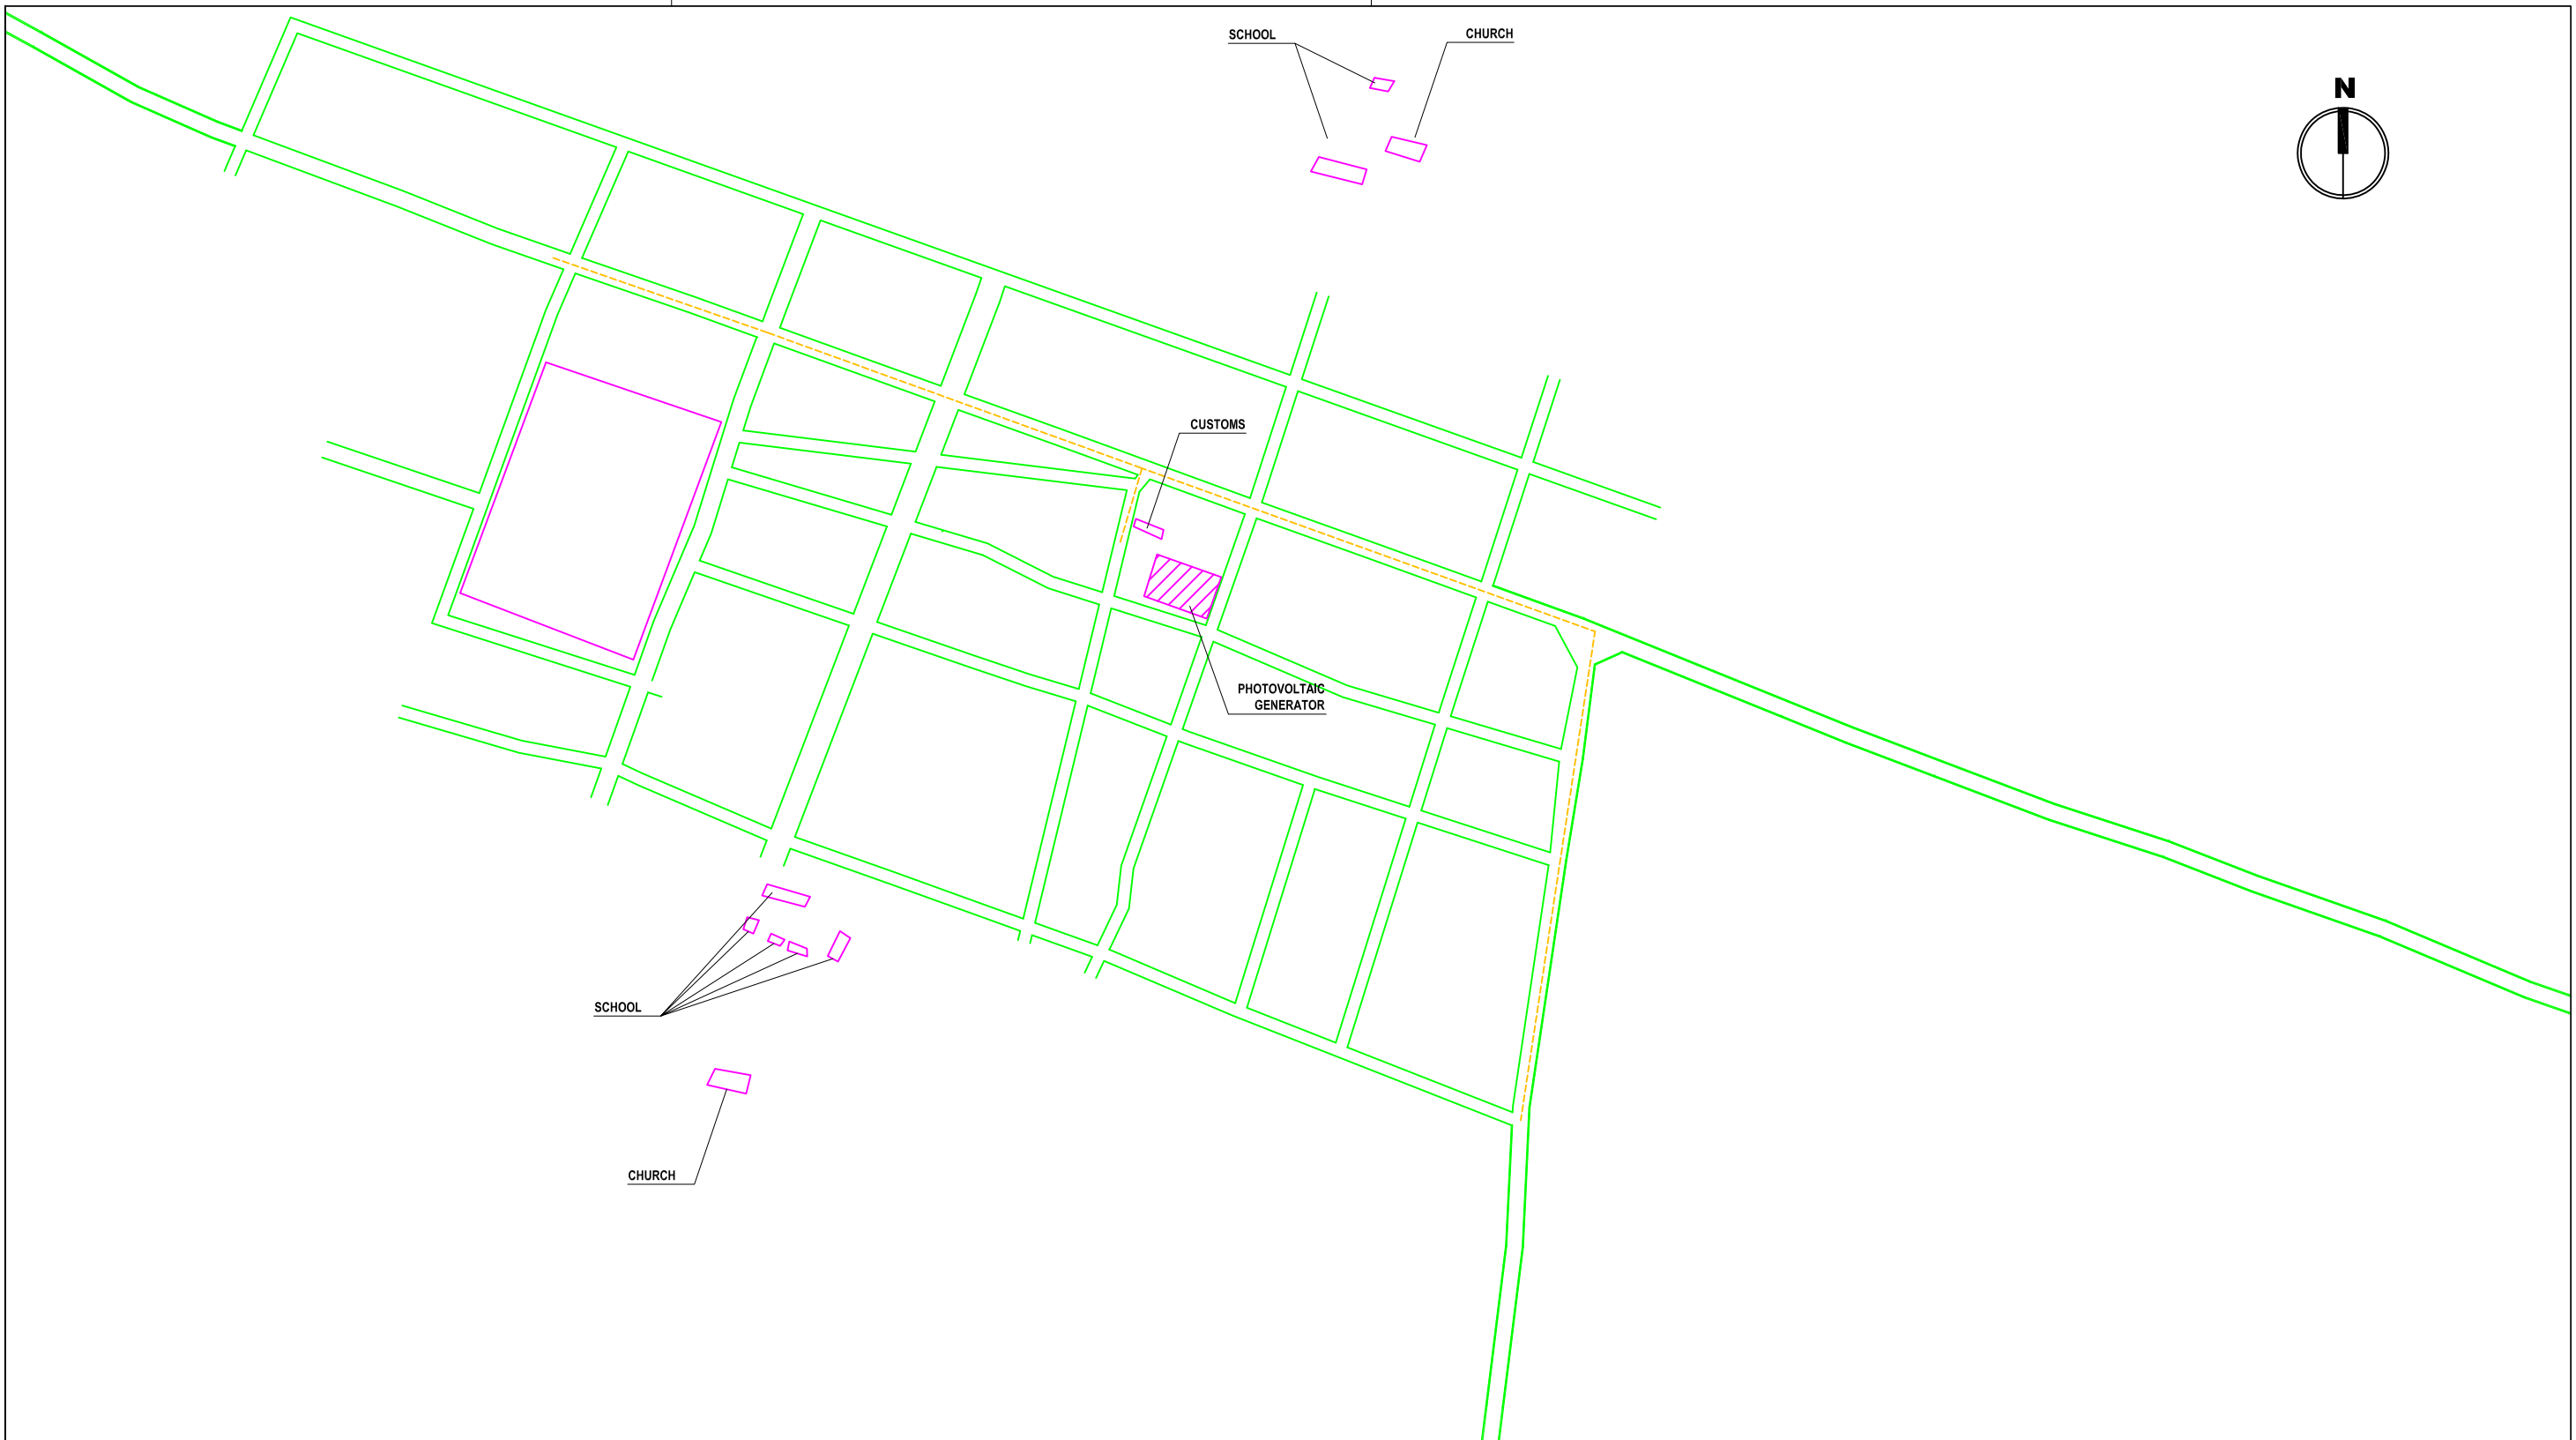 SCHOOL
CHURCH
N
CUSTOMS
PHOTOVOLTAIC
GENERATOR
SCHOOL
CHURCH